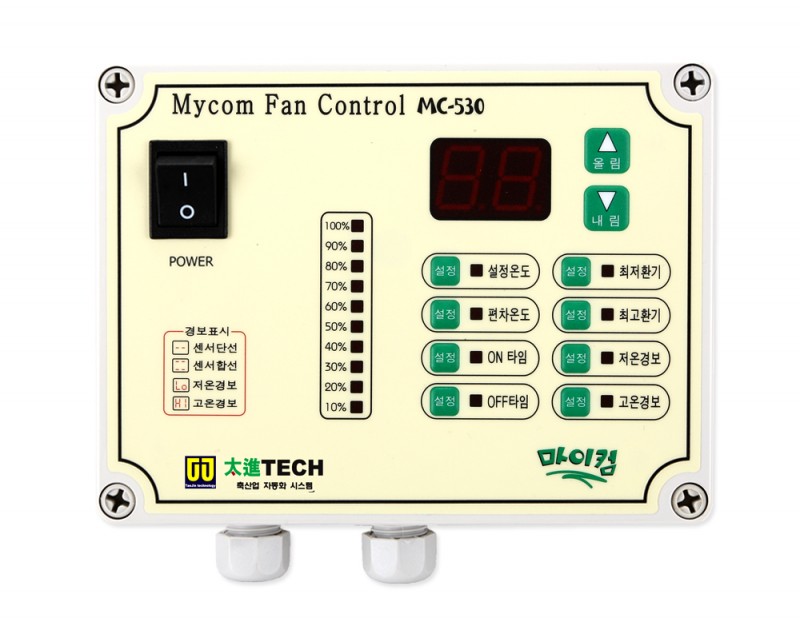 Mycom Fan Control MC-530
올림
내림
POWER
100%
90%
80%
70%
60%
50%
40%
30%
20%
10%
설정 설정온도
설정 최저환기
설정 편차온도
설정 최고환기
설정 ON 타임
설정 저온경보
설정 OFF타임
설정 고온경보
경보표시
-- 센서단선
센서합선
Lo 저온경보
HI 고온경보
太進TECH
축산업 자동화 시스템
마이컴